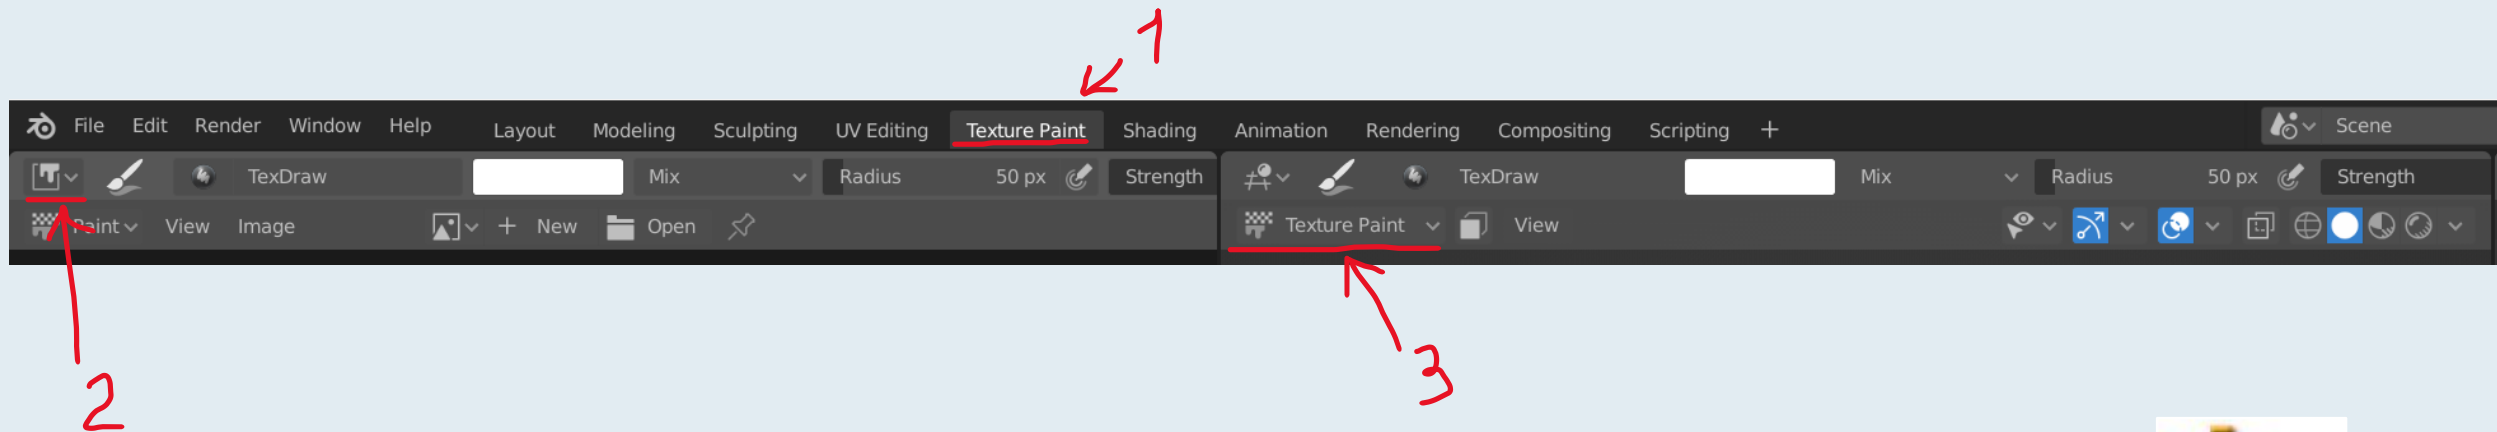 1
File Edit Render Window Help Layout Modeling Sculpting UV Editing Texture Paint Shading Animation Rendering Compositing Scripting + Scene
TexDraw Mix Radius 50 px Strength TexDraw Mix Radius 50 px Strength
Paint View Image + New Open Texture Paint View
3
2